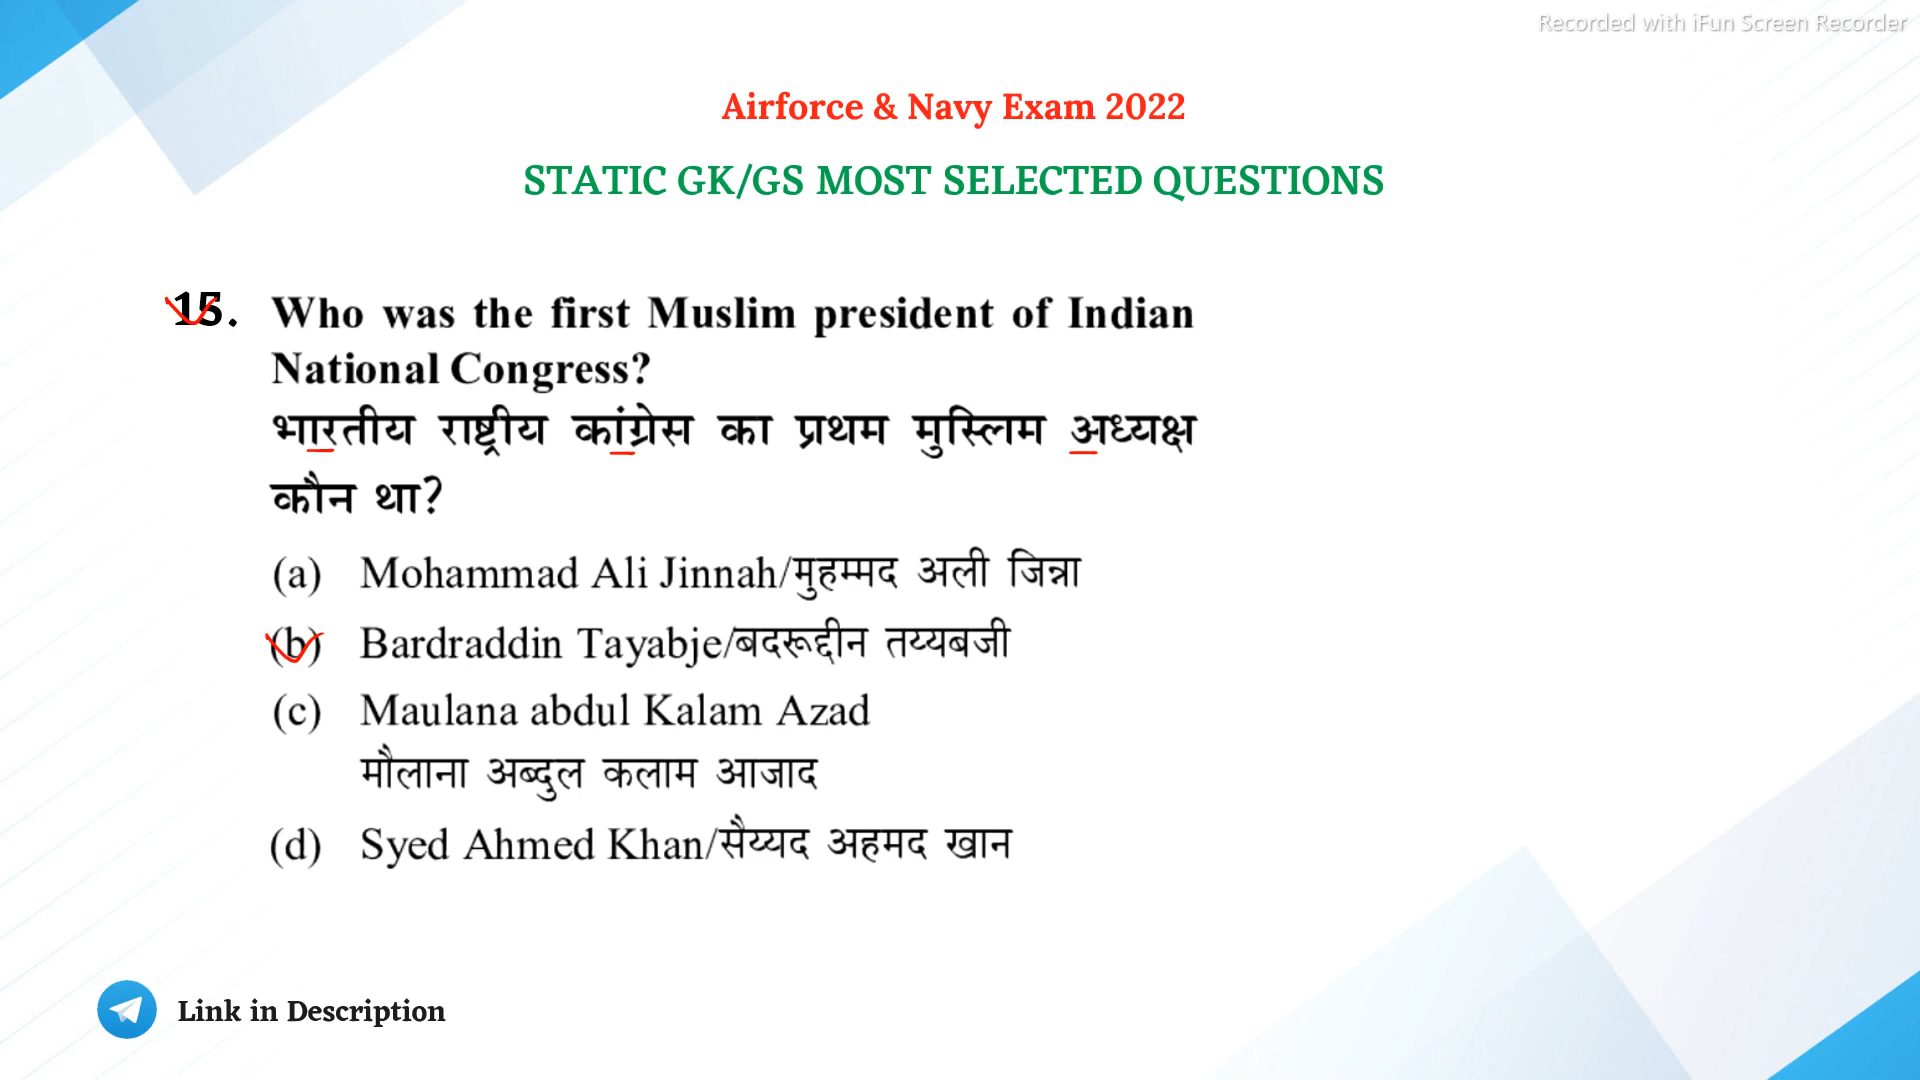 Recorded with iFun Screen Recorder
Airforce & Navy Exam 2022
STATIC GK/GS MOST SELECTED QUESTIONS
15. Who was the first Muslim president of Indian
National Congress?
भारतीय राष्ट्रीय कांग्रेस का प्रथम मुस्लिम अध्यक्ष
कौन था?
(a) Mohammad Ali Jinnah/मुहम्मद अली जिन्ना
(b) Bardraddin Tayabje/बदरूद्दीन तय्यबजी
(c) Maulana abdul Kalam Azad
मौलाना अब्दुल कलाम आजाद
(d) Syed Ahmed Khan/सैय्यद अहमद खान
Link in Description